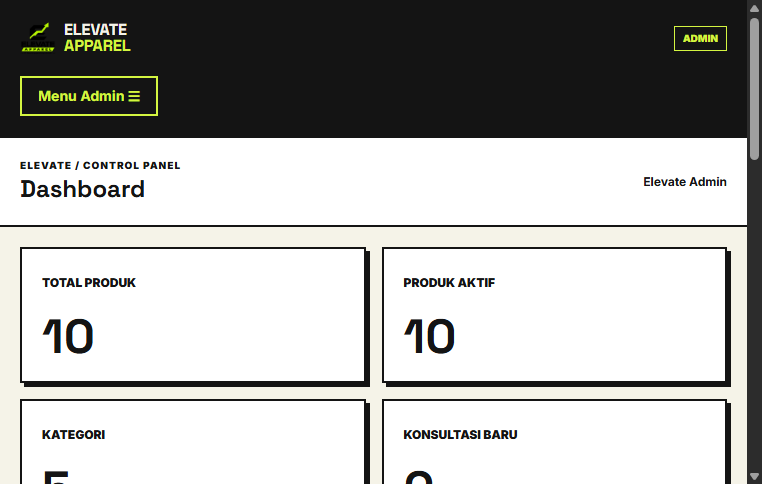 ELEVATE
APPAREL
APPAREL
ADMIN
Menu Admin ☰
ELEVATE / CONTROL PANEL
Dashboard
Elevate Admin
TOTAL PRODUK
10
PRODUK AKTIF
10
KATEGORI
KONSULTASI BARU